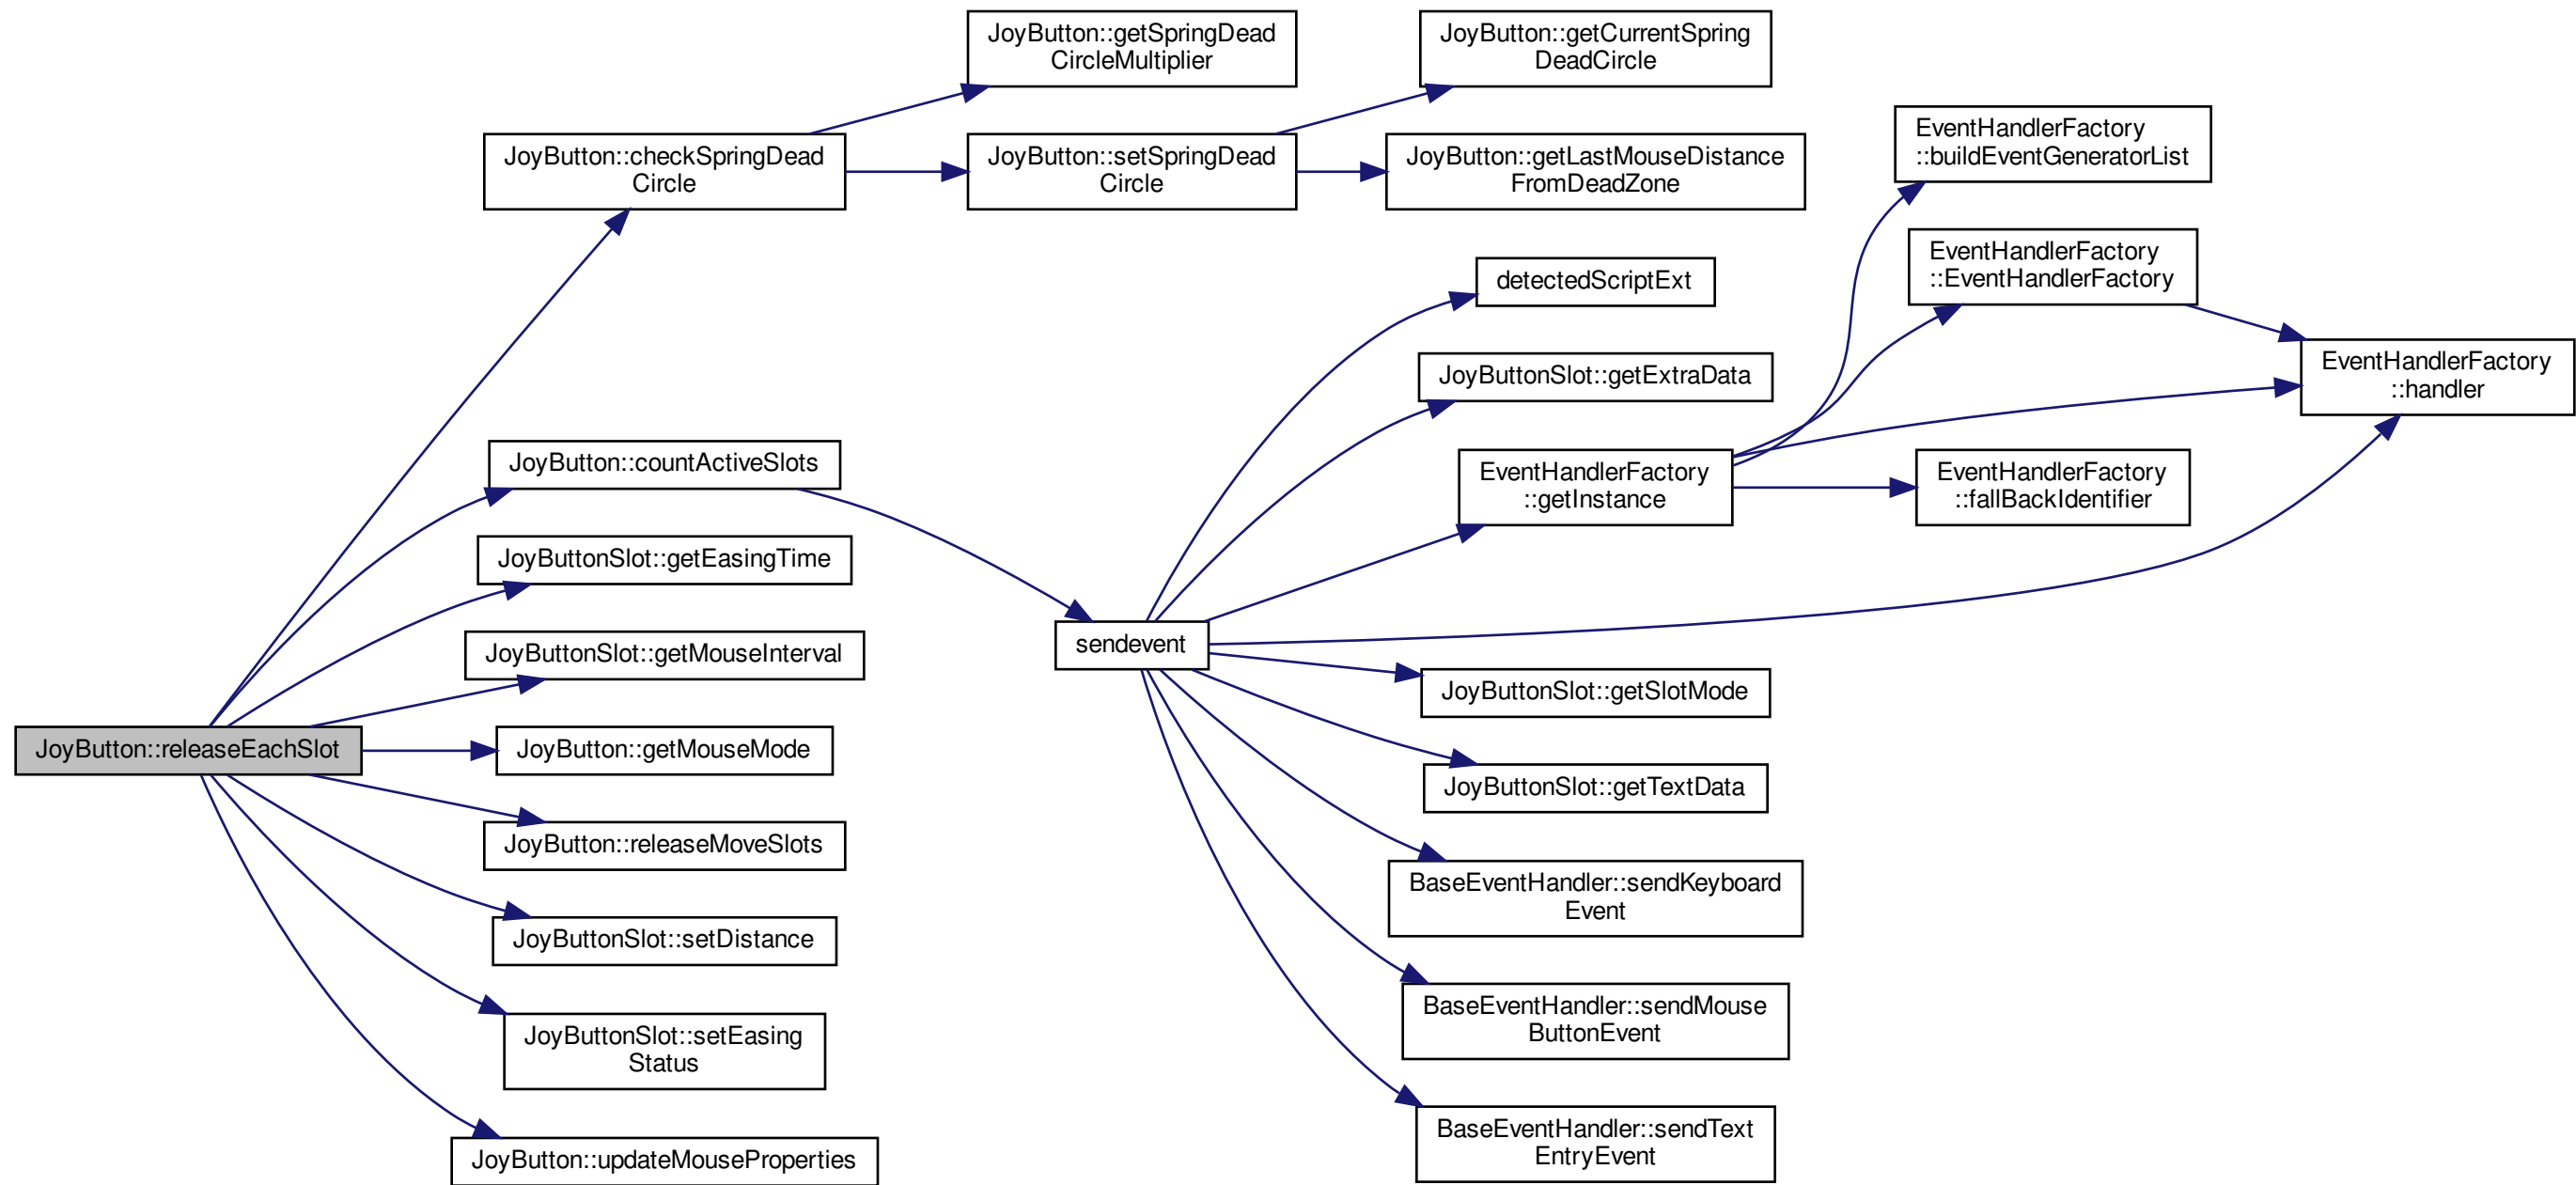 JoyButton::releaseEachSlot
JoyButton::checkSpringDead
Circle
JoyButton::getSpringDead
CircleMultiplier
JoyButton::setSpringDead
Circle
JoyButton::getCurrentSpring
DeadCircle
JoyButton::getLastMouseDistance
FromDeadZone
JoyButton::countActiveSlots
sendevent
detectedScriptExt
JoyButtonSlot::getExtraData
EventHandlerFactory
::getInstance
EventHandlerFactory
::buildEventGeneratorList
EventHandlerFactory
::EventHandlerFactory
EventHandlerFactory
::handler
EventHandlerFactory
::fallBackIdentifier
JoyButtonSlot::getSlotMode
JoyButtonSlot::getTextData
BaseEventHandler::sendKeyboard
Event
BaseEventHandler::sendMouse
ButtonEvent
BaseEventHandler::sendText
EntryEvent
JoyButtonSlot::getEasingTime
JoyButtonSlot::getMouseInterval
JoyButton::getMouseMode
JoyButton::releaseMoveSlots
JoyButtonSlot::setDistance
JoyButtonSlot::setEasing
Status
JoyButton::updateMouseProperties